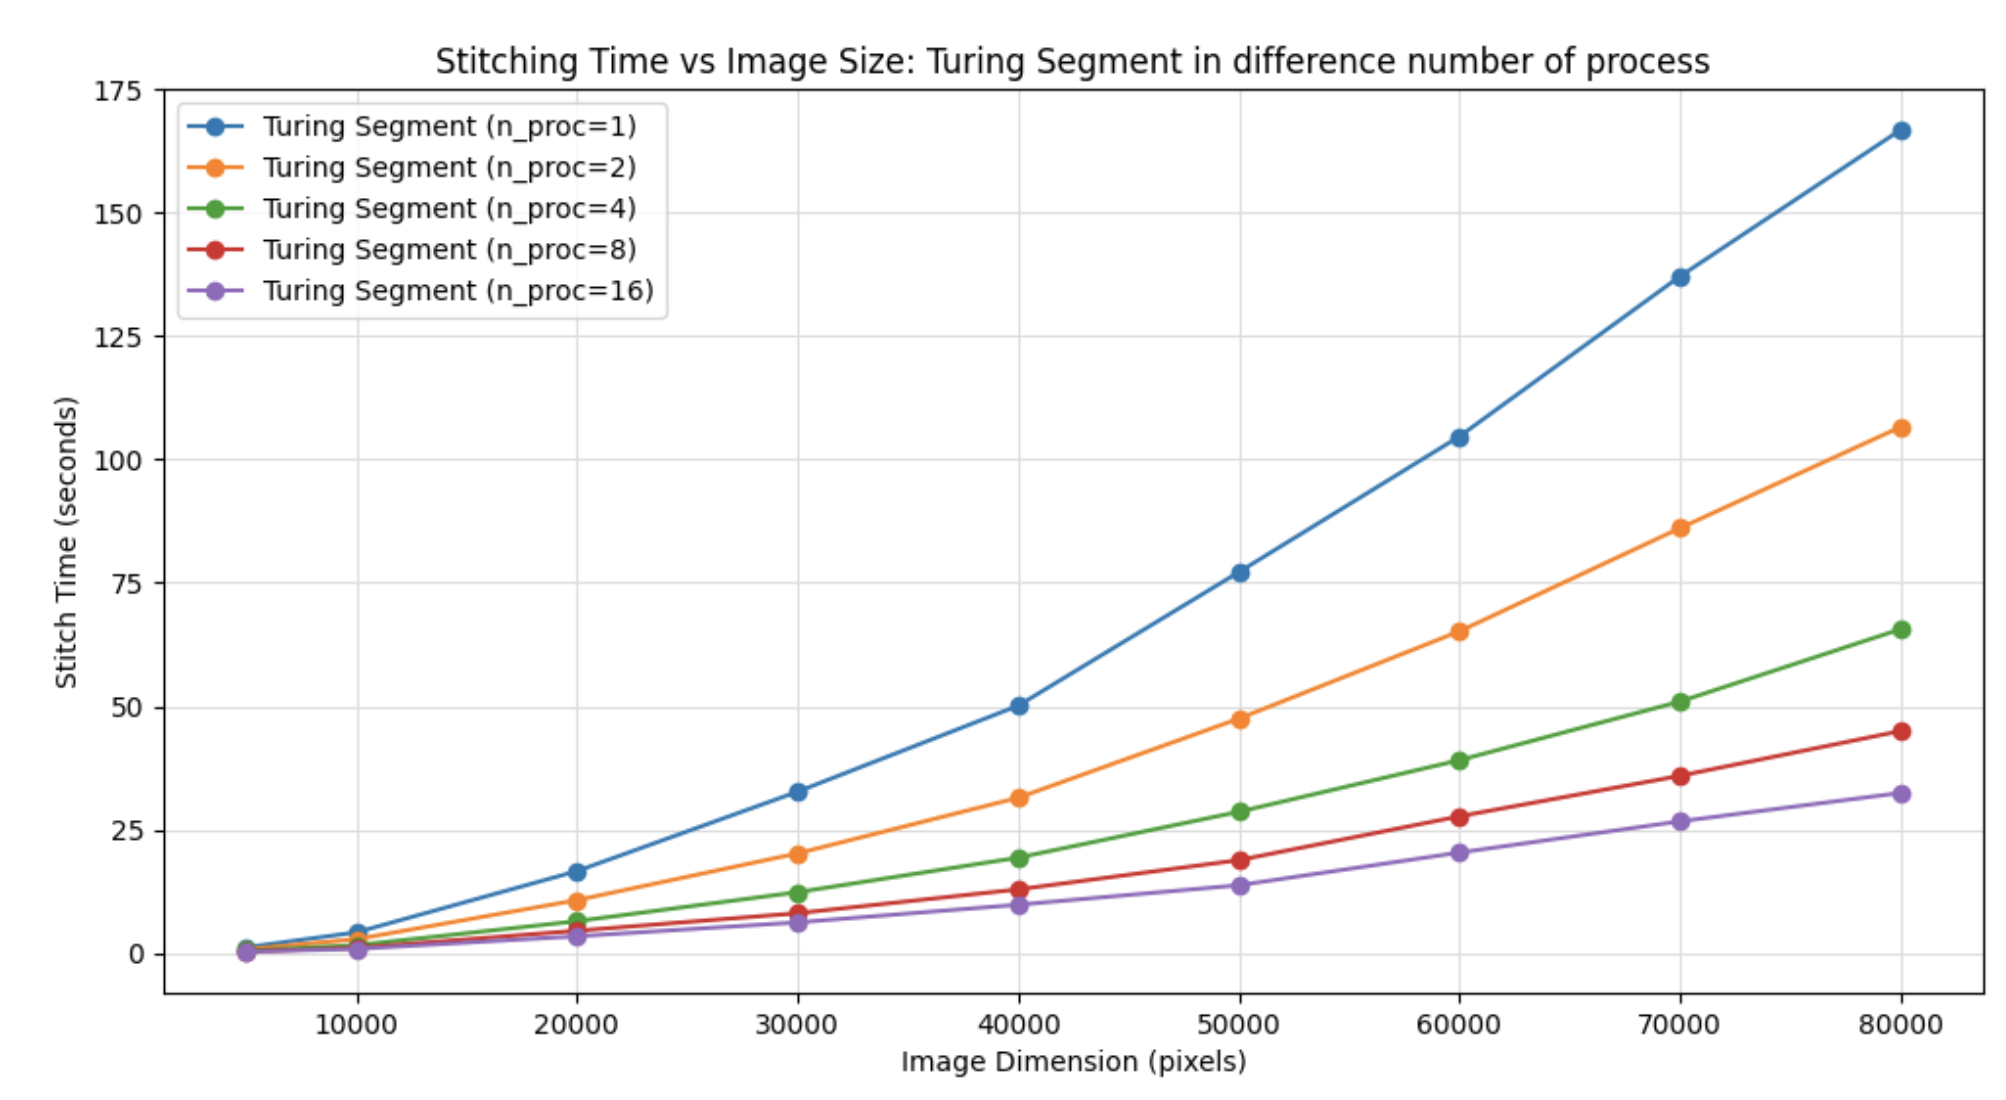 Stitching Time vs Image Size: Turing Segment in difference number of process
175
150
125
100
75
50
25
0
Stitch Time (seconds)
Turing Segment (n_proc=1)
Turing Segment (n_proc=2)
Turing Segment (n_proc=4)
Turing Segment (n_proc=8)
Turing Segment (n_proc=16)
10000 20000 30000 40000 50000 60000 70000 80000
Image Dimension (pixels)